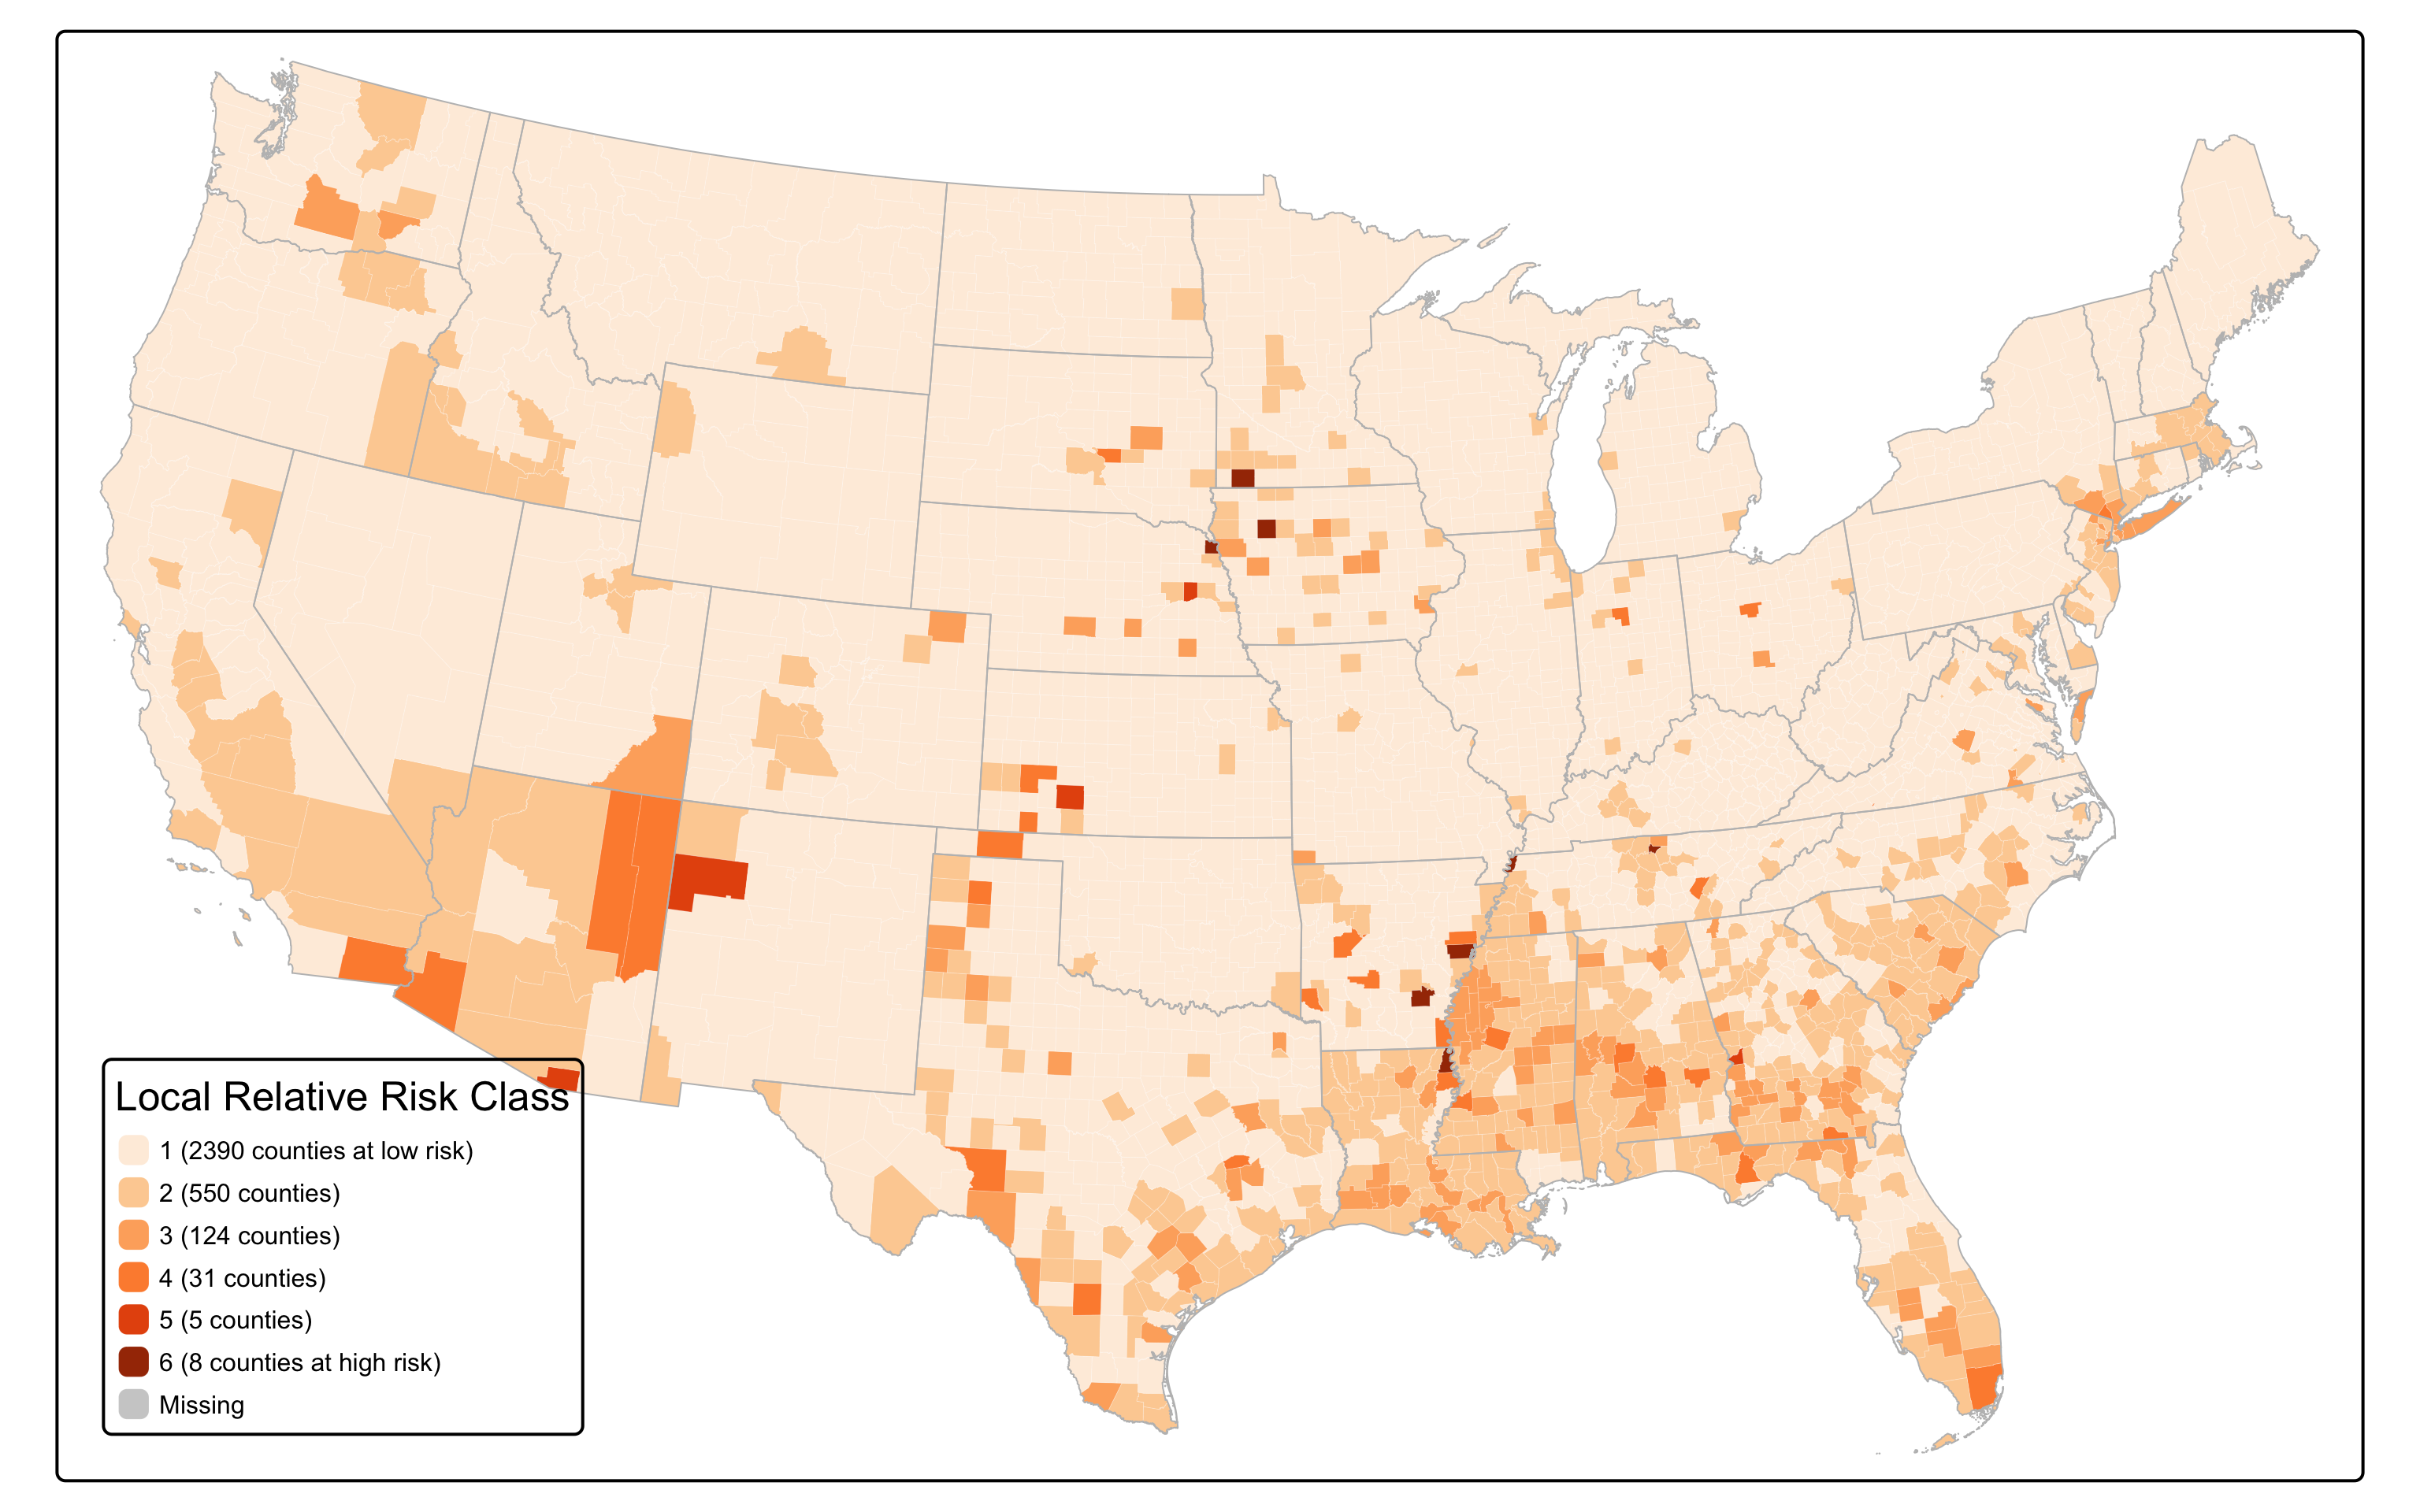 Local Relative Risk Class
1 (2390 counties at low risk)
2 (550 counties)
3 (124 counties)
4 (31 counties)
5 (5 counties)
6 (8 counties at high risk)
Missing